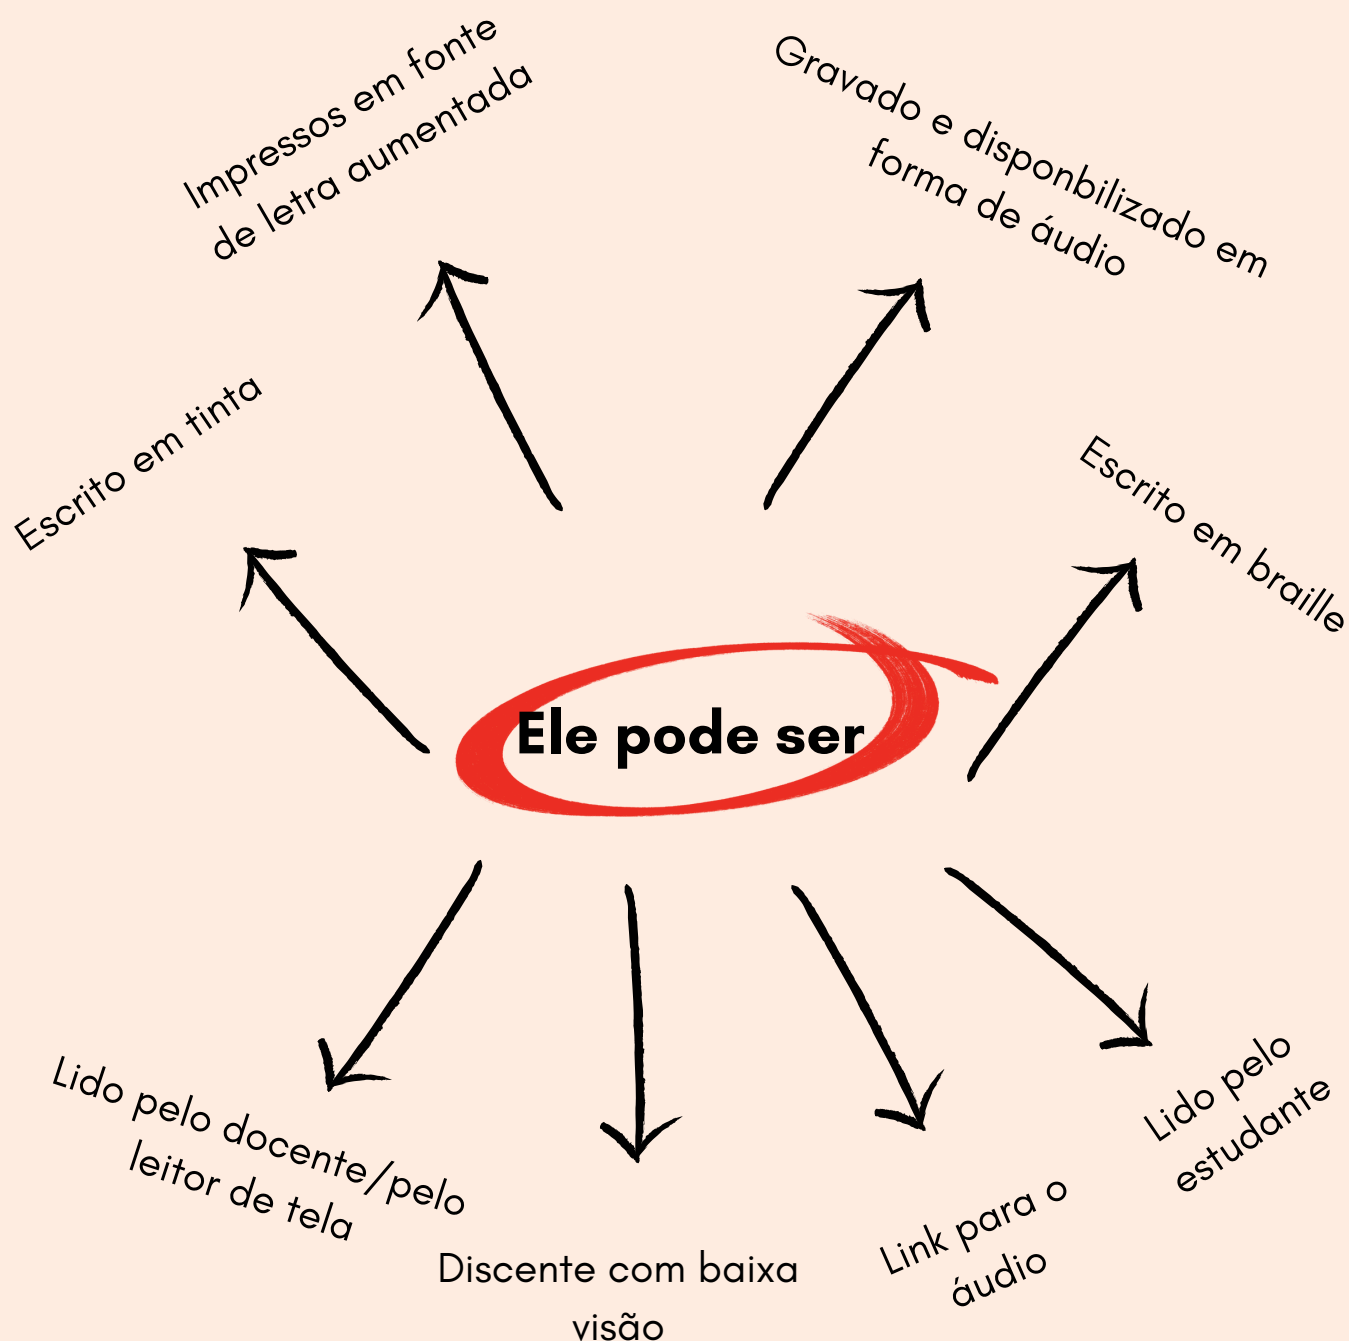 Impressos em fonte
de letra aumentada
Gravado e disponbilizado em
forma de áudio
Escrito em tinta
Escrito em braille
Ele pode ser
Lido pelo docente/pelo
leitor de tela
Discente com baixa
visão
Link para o
áudio
Lido pelo
estudante